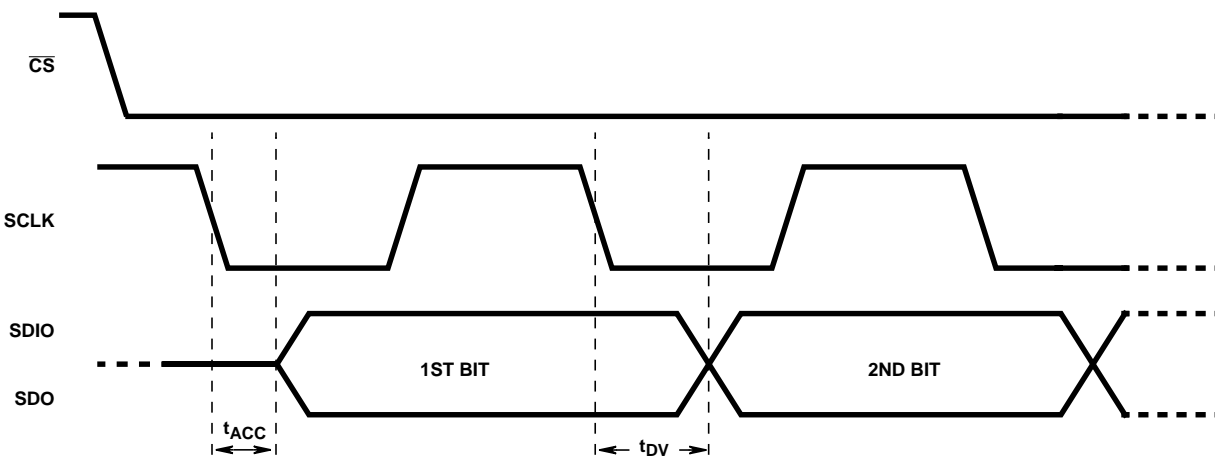 CS
SCLK
SDIO
1ST BIT
2ND BIT
SDO
tACC
tDV